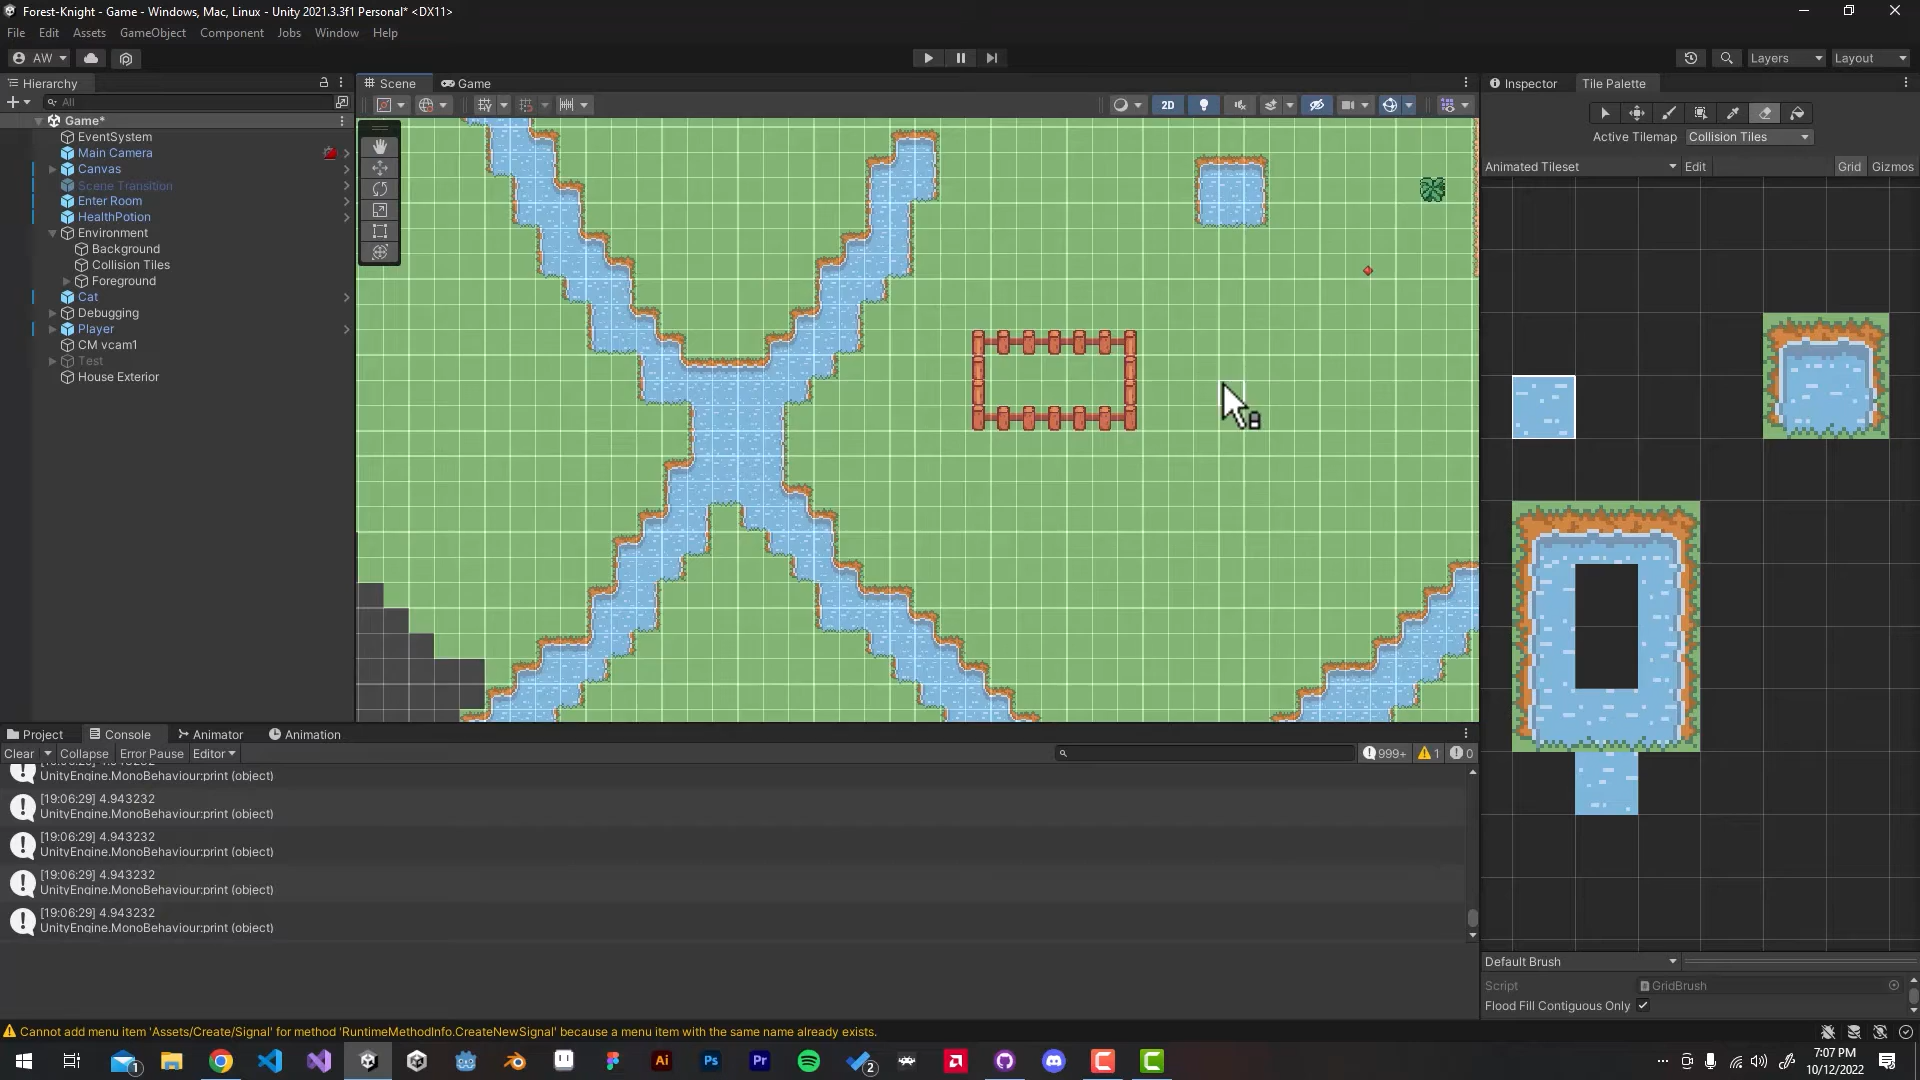 Forest-Knight - Game - Windows, Mac, Linux - Unity 2021.3.3f1 Personal* <DX11>
File Edit Assets GameObject Component Jobs Window Help
AW Layers Layout
Hierarchy Scene Game Inspector Tile Palette
All 2D
Game*
EventSystem
Main Camera
Canvas
Scene Transition
Enter Room
HealthPotion
Environment
Background
Collision Tiles
Foreground
Cat
Debugging
Player
CM vcam1
Test
House Exterior
Active Tilemap Collision Tiles
Animated Tileset Edit Grid Gizmos
Project Console Animator Animation
Clear Collapse Error Pause Editor 999+ 1 0
UnityEngine.MonoBehaviour:print (object)
[19:06:29] 4.943232
UnityEngine.MonoBehaviour:print (object)
[19:06:29] 4.943232
UnityEngine.MonoBehaviour:print (object)
[19:06:29] 4.943232
UnityEngine.MonoBehaviour:print (object)
[19:06:29] 4.943232
UnityEngine.MonoBehaviour:print (object)
Default Brush
Script GridBrush
Flood Fill Contiguous Only
Cannot add menu item 'Assets/Create/Signal' for method 'RuntimeMethodInfo.CreateNewSignal' because a menu item with the same name already exists.
1 Ai Ps Pr 2
7:07 PM
10/12/2022